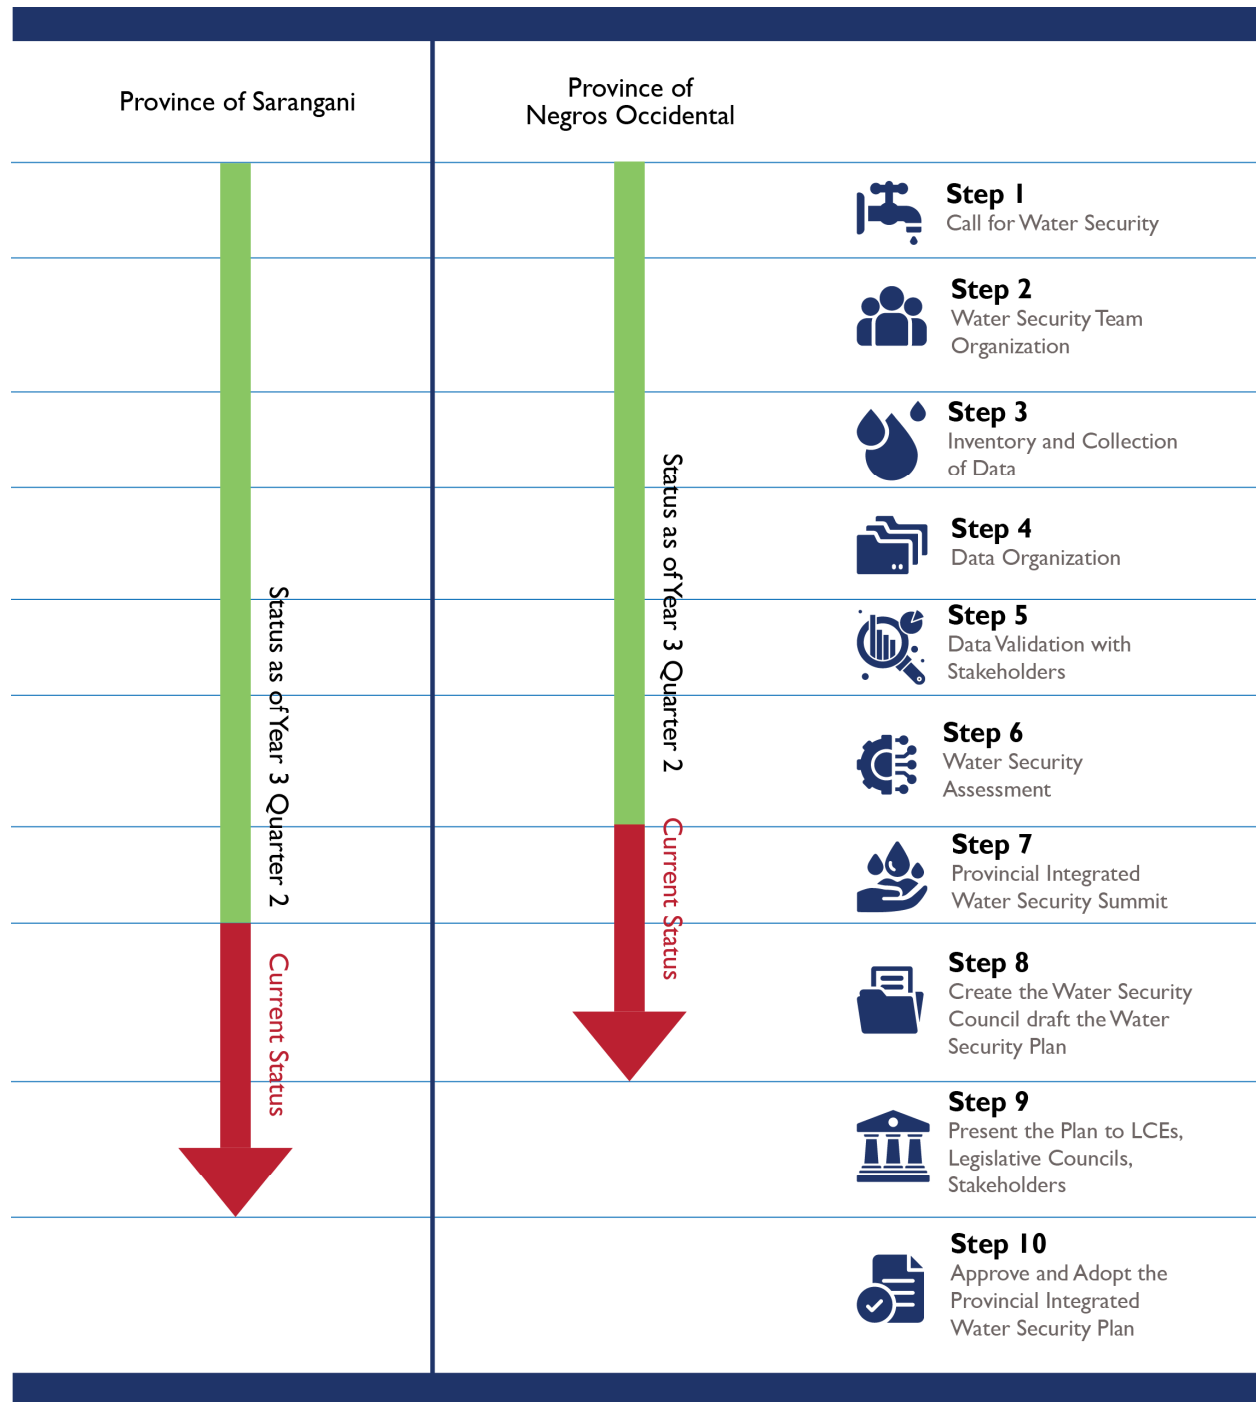 Province of Sarangani
Province of
Negros Occidental
Status as of Year 3 Quarter 2
Current Status
Status as of Year 3 Quarter 2
Current Status
Step 1
Call for Water Security
Step 2
Water Security Team
Organization
Step 3
Inventory and Collection
of Data
Step 4
Data Organization
Step 5
Data Validation with
Stakeholders
Step 6
Water Security
Assessment
Step 7
Provincial Integrated
Water Security Summit
Step 8
Create the Water Security
Council draft the Water
Security Plan
Step 9
Present the Plan to LCEs,
Legislative Councils,
Stakeholders
Step 10
Approve and Adopt the
Provincial Integrated
Water Security Plan